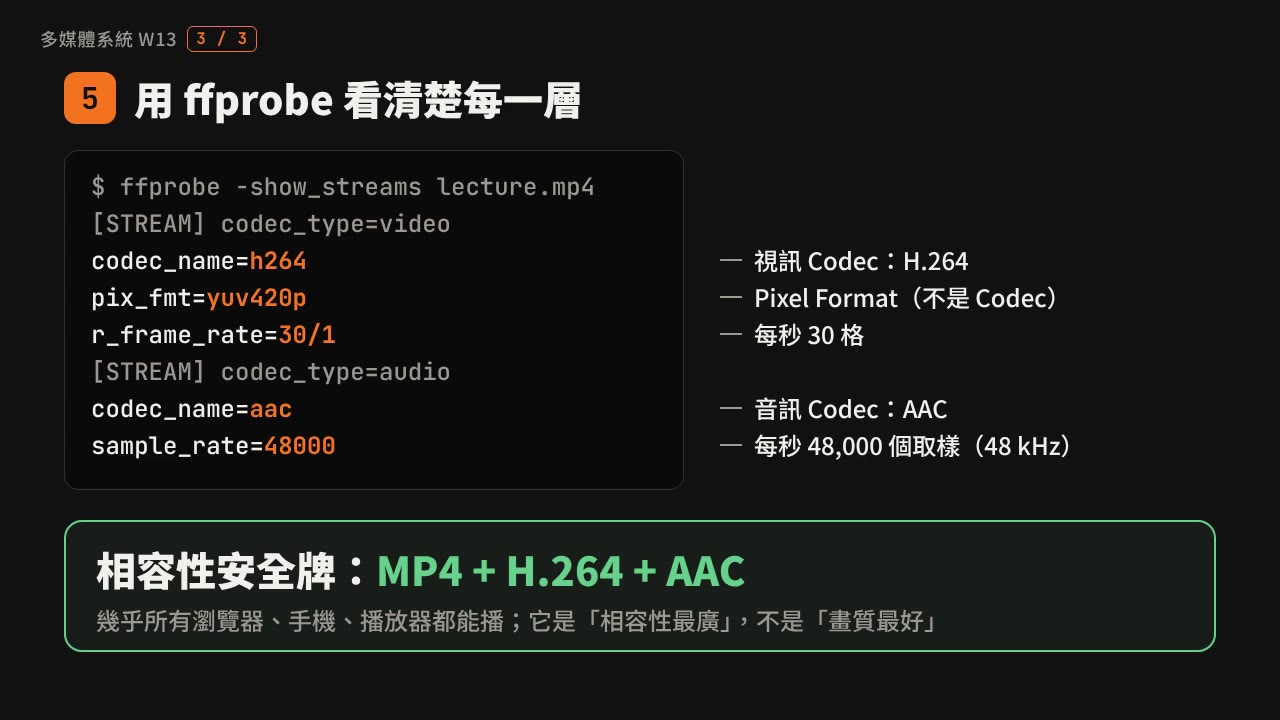 多媒體系統 W13 3 / 3
5 用 ffprobe 看清楚每一層
$ ffprobe -show_streams lecture.mp4
[STREAM] codec_type=video
codec_name=h264 — 視訊 Codec：H.264
pix_fmt=yuv420p — Pixel Format（不是 Codec）
r_frame_rate=30/1 — 每秒 30 格
[STREAM] codec_type=audio
codec_name=aac — 音訊 Codec：AAC
sample_rate=48000 — 每秒 48,000 個取樣（48 kHz）
相容性安全牌：MP4 + H.264 + AAC
幾乎所有瀏覽器、手機、播放器都能播；它是「相容性最廣」，不是「畫質最好」